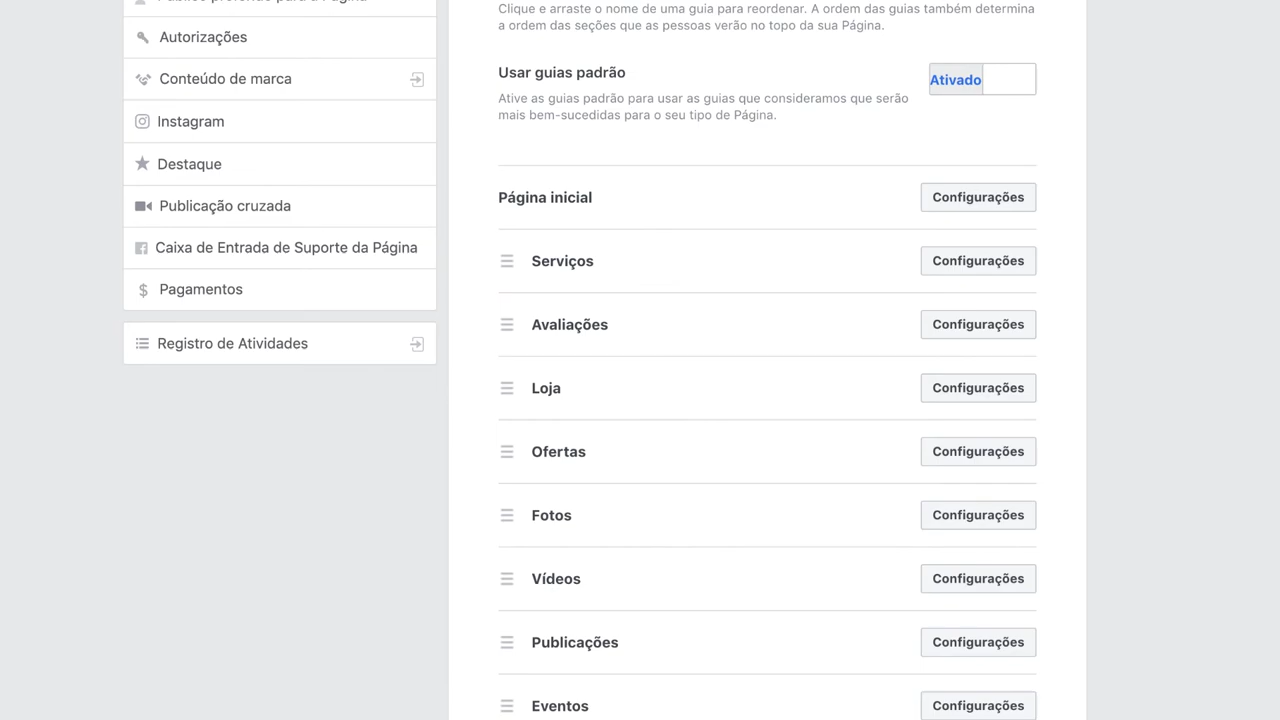 Autorizações
Conteúdo de marca
Instagram
Destaque
Publicação cruzada
Caixa de Entrada de Suporte da Página
Pagamentos
Registro de Atividades
Clique e arraste o nome de uma guia para reordenar. A ordem das guias também determina
a ordem das seções que as pessoas verão no topo da sua Página.
Usar guias padrão
Ativado
Ative as guias padrão para usar as guias que consideramos que serão
mais bem-sucedidas para o seu tipo de Página.
Página inicial Configurações
Serviços Configurações
Avaliações Configurações
Loja Configurações
Ofertas Configurações
Fotos Configurações
Vídeos Configurações
Publicações Configurações
Eventos Configurações